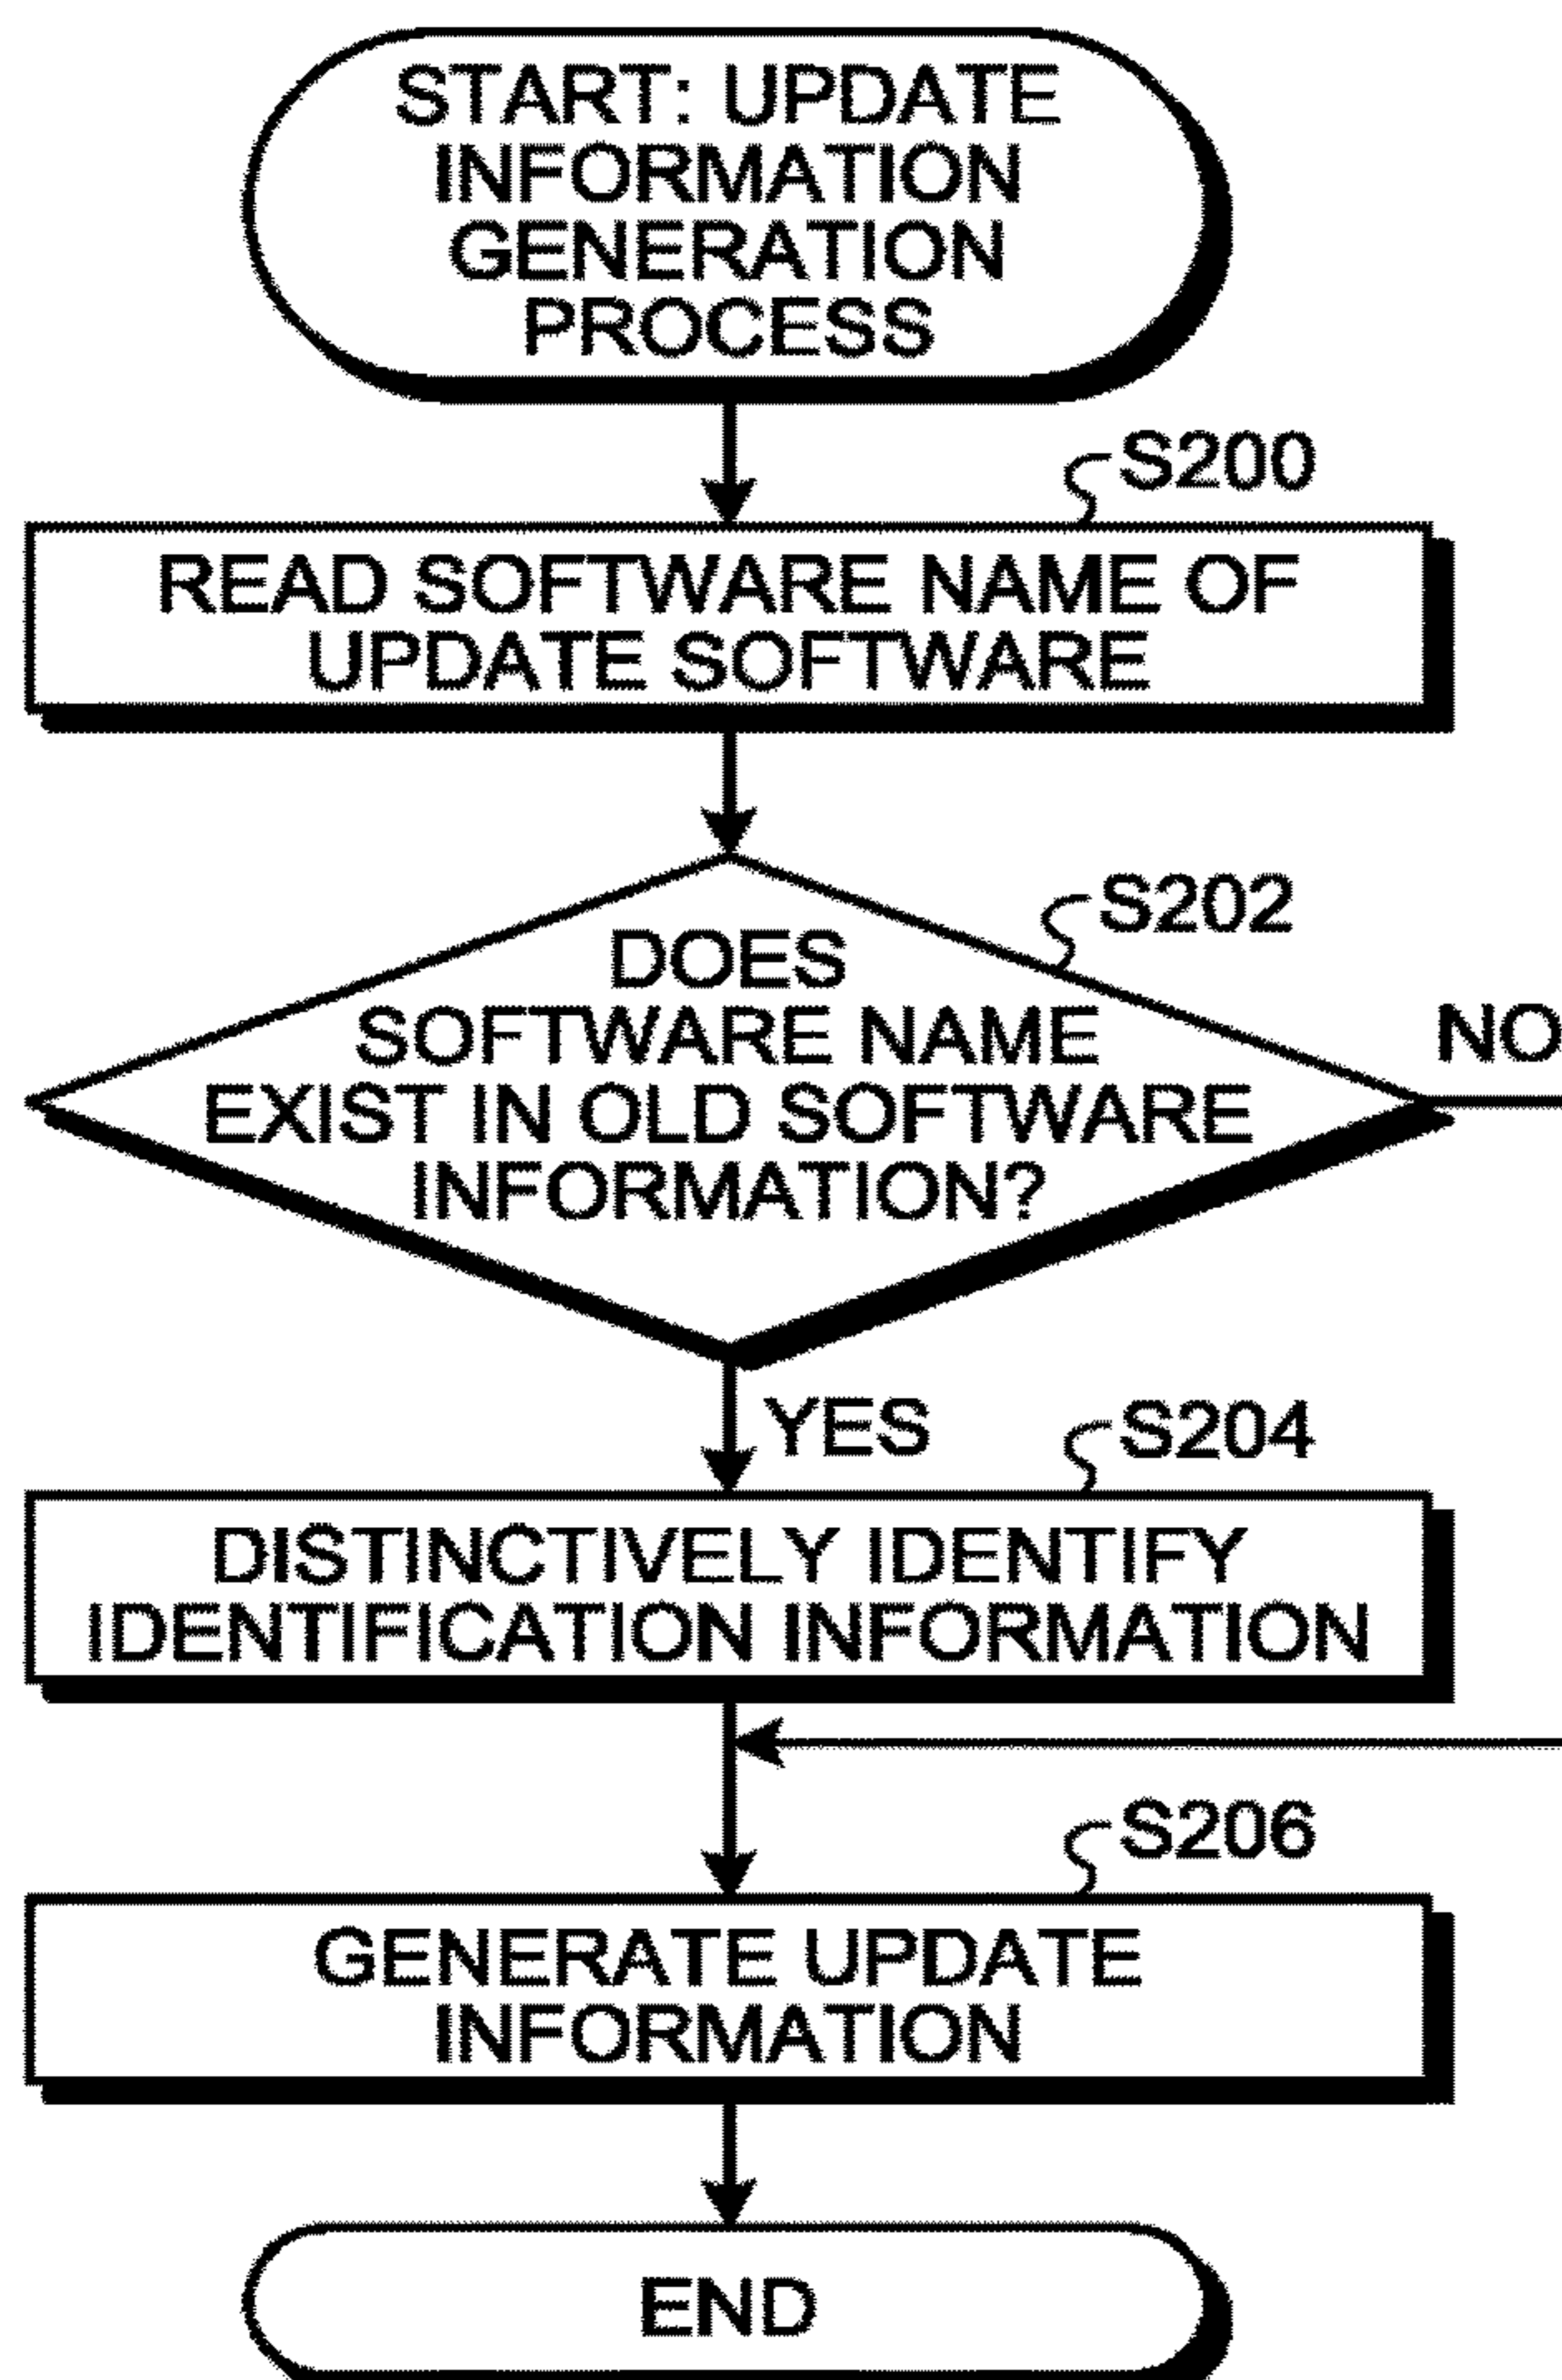 START: UPDATE
INFORMATION
GENERATION
PROCESS
S200
READ SOFTWARE NAME OF
UPDATE SOFTWARE
S202
DOES
SOFTWARE NAME
EXIST IN OLD SOFTWARE
INFORMATION?
NO
YES
S204
DISTINCTIVELY IDENTIFY
IDENTIFICATION INFORMATION
S206
GENERATE UPDATE
INFORMATION
END